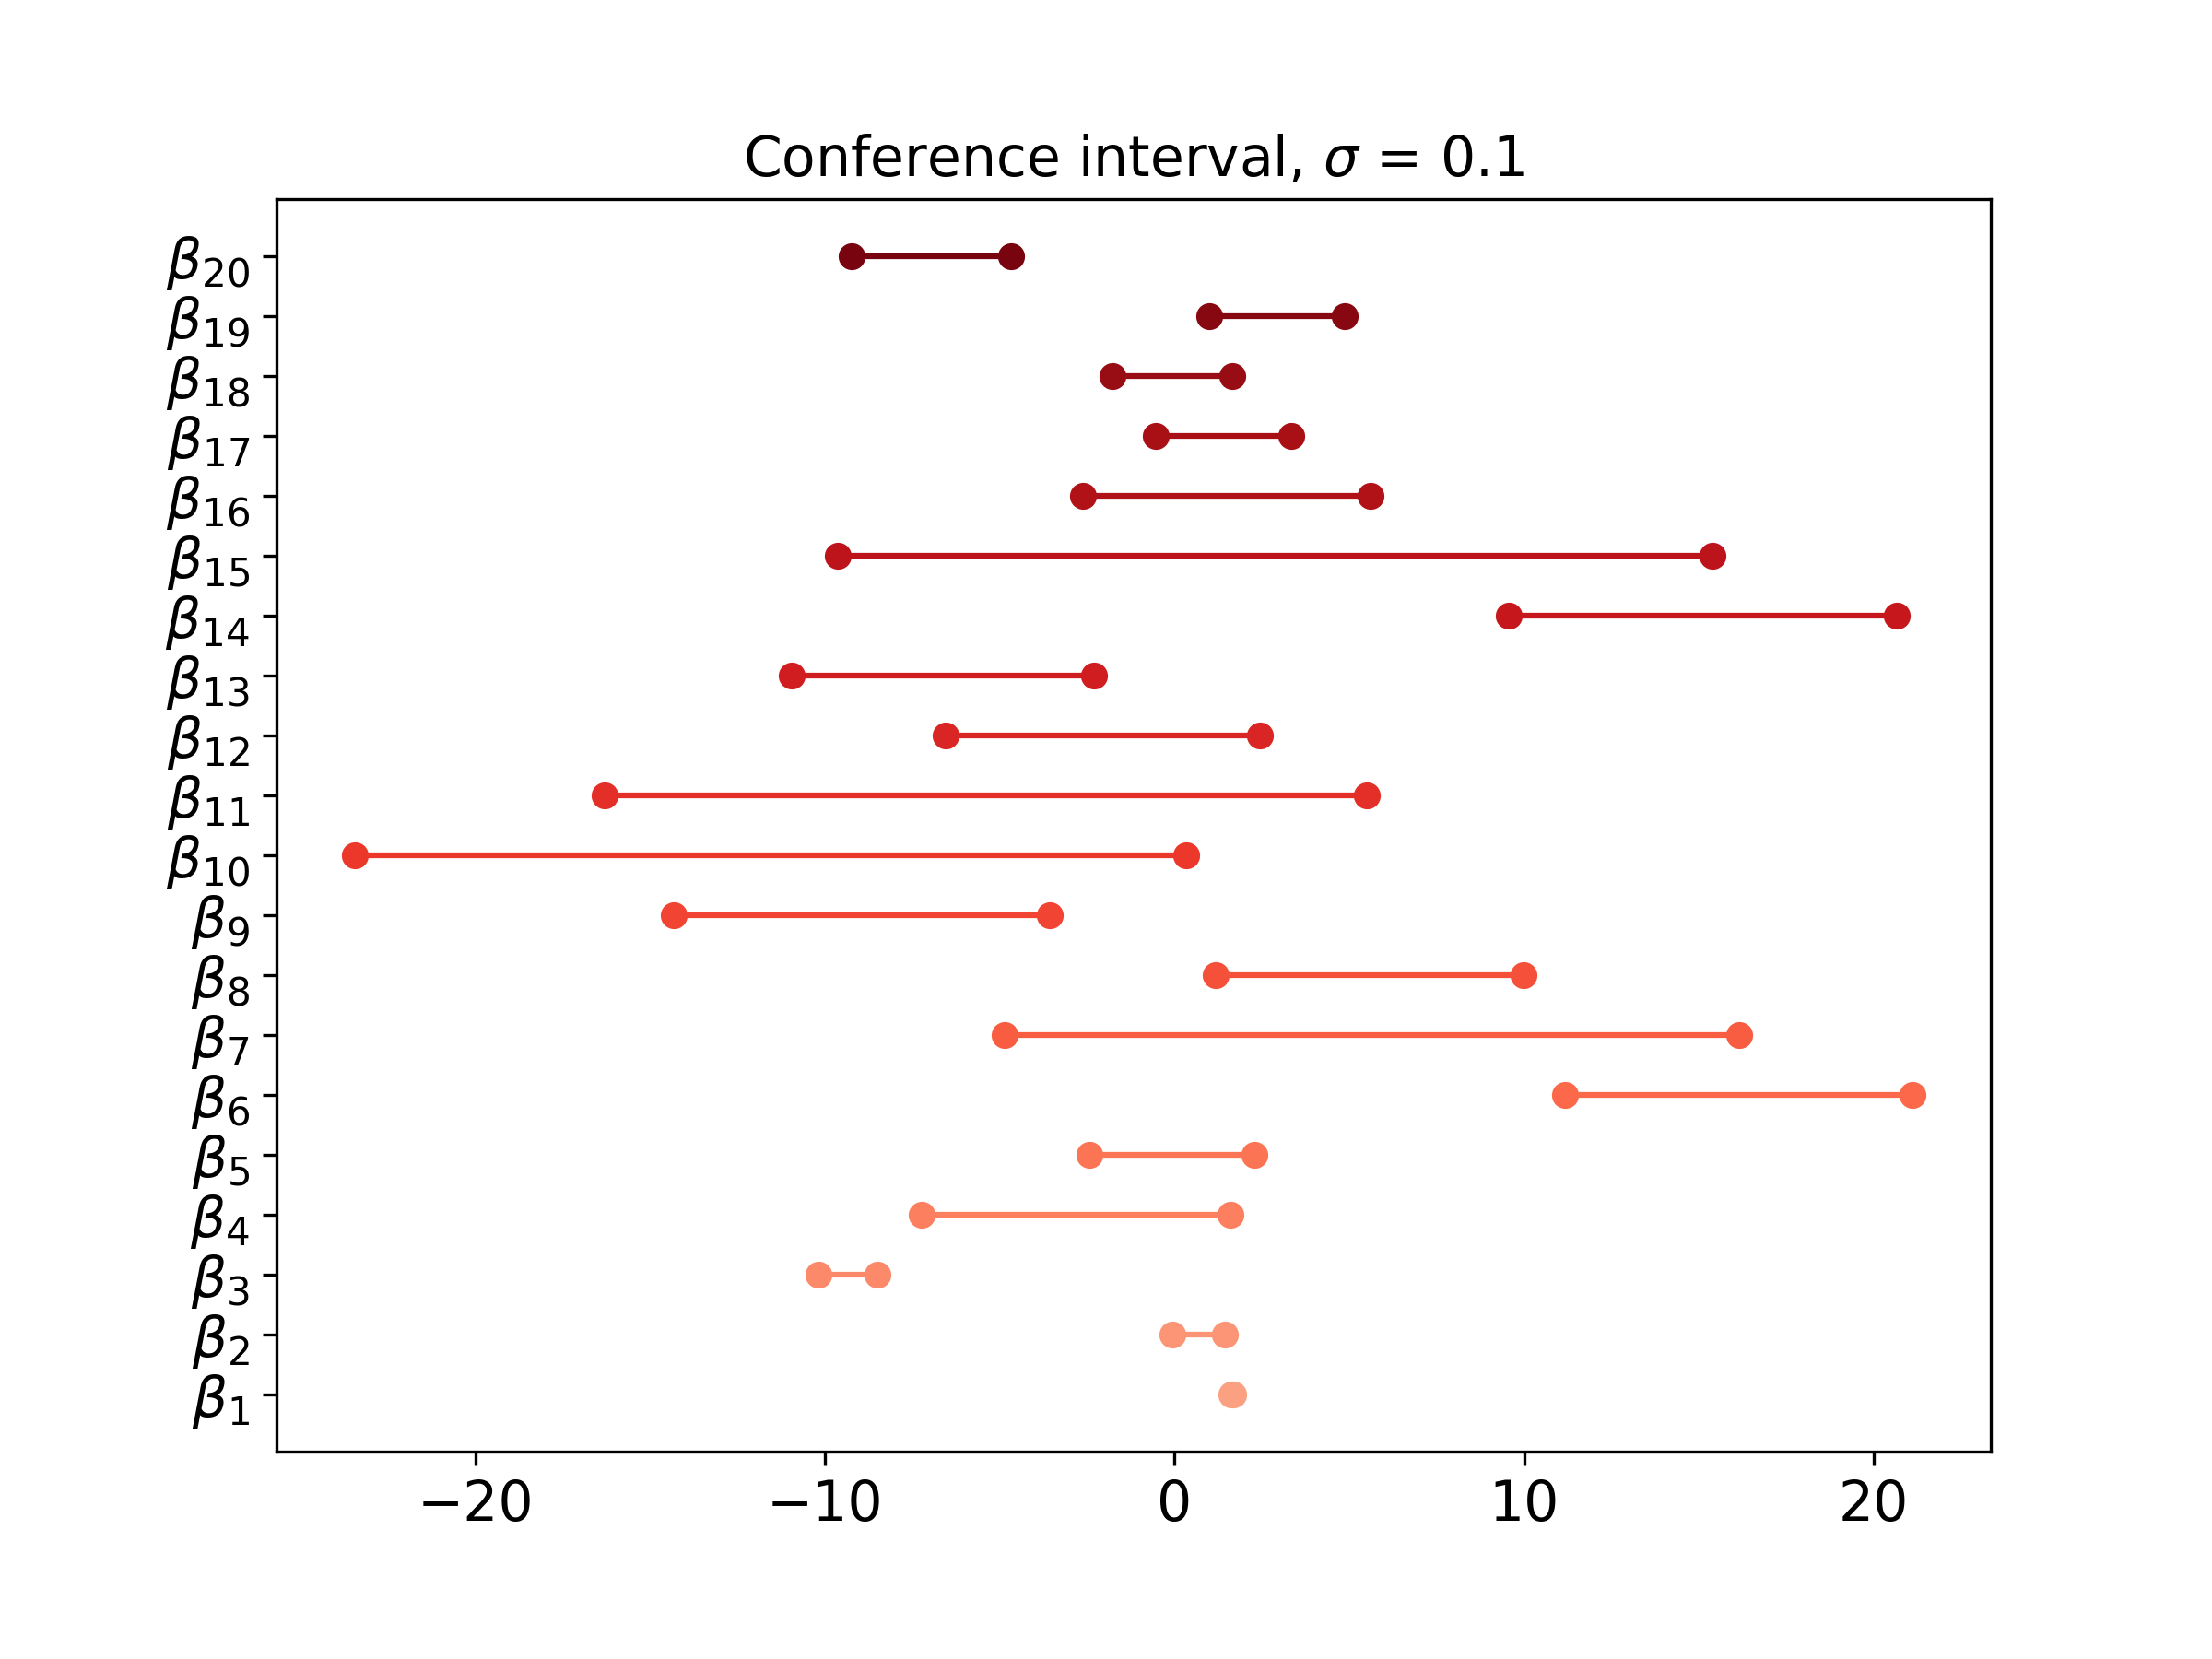 Conference interval, σ = 0.1
β₂₀
β₁₉
β₁₈
β₁₇
β₁₆
β₁₅
β₁₄
β₁₃
β₁₂
β₁₁
β₁₀
β₉
β₈
β₇
β₆
β₅
β₄
β₃
β₂
β₁
−20 −10 0 10 20